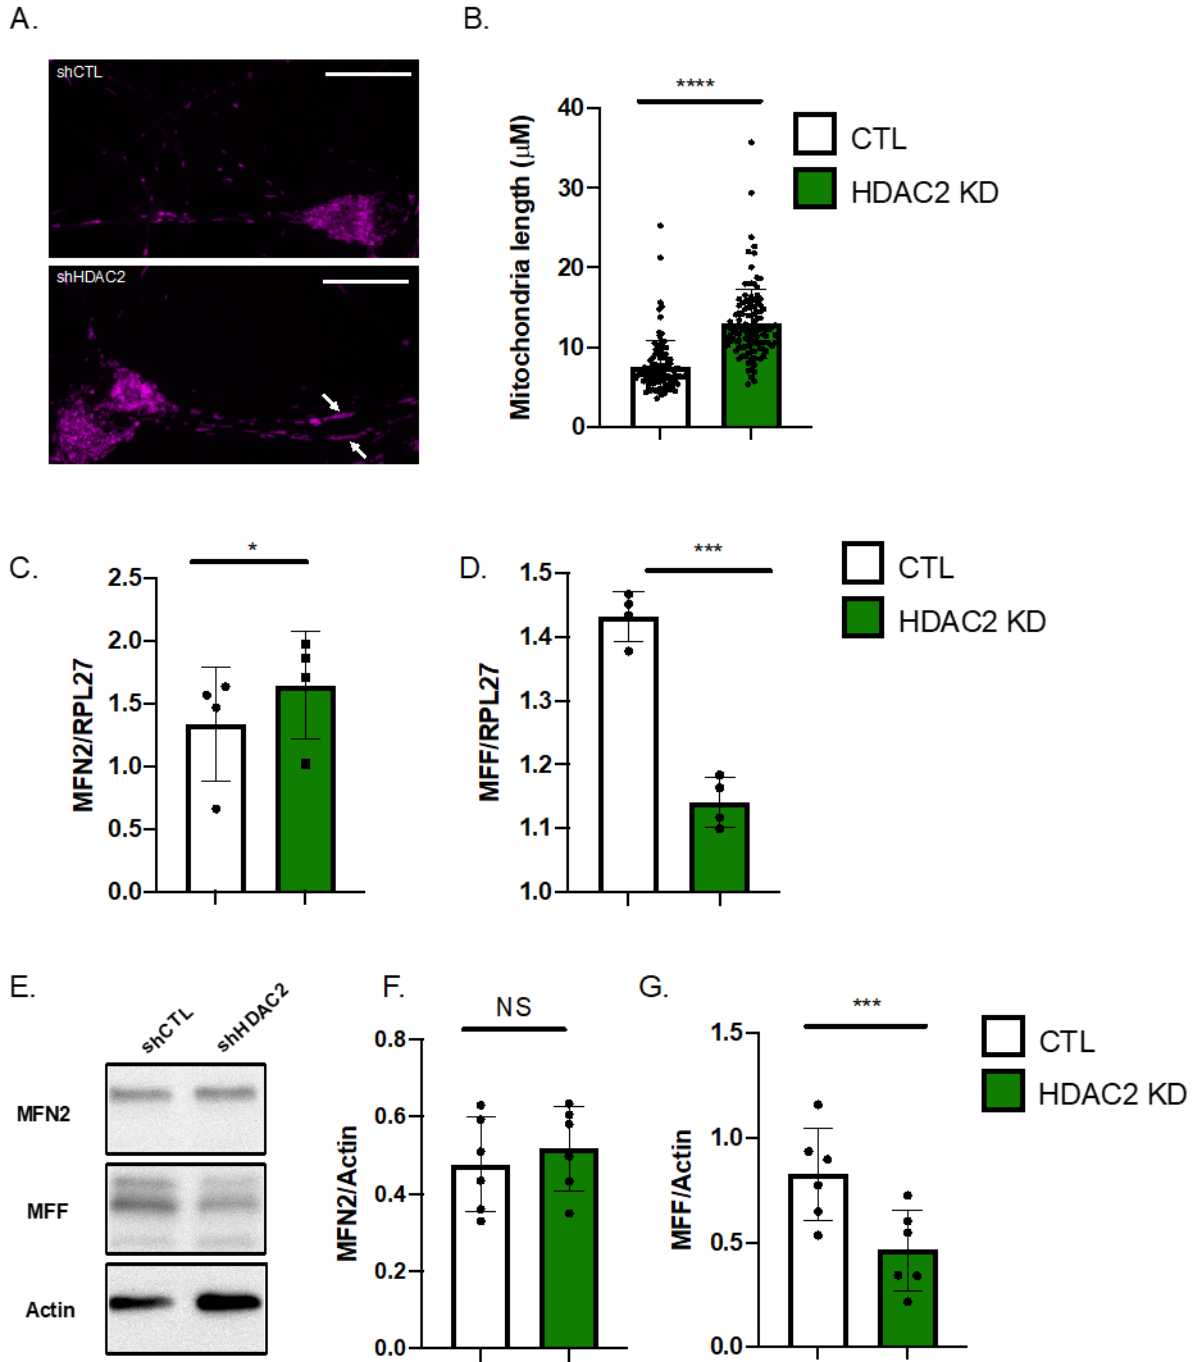 A.
shCTL
shHDAC2
B.
****
40
30
20
10
0
Mitochondria length (μM)
CTL
HDAC2 KD
C.
*
2.5
2.0
1.5
1.0
0.5
0.0
MFN2/RPL27
D.
***
1.5
1.4
1.3
1.2
1.1
1.0
MFF/RPL27
CTL
HDAC2 KD
E.
shCTL
shHDAC2
MFN2
MFF
Actin
F.
NS
0.8
0.6
0.4
0.2
0.0
MFN2/Actin
G.
***
1.5
1.0
0.5
0.0
MFF/Actin
CTL
HDAC2 KD